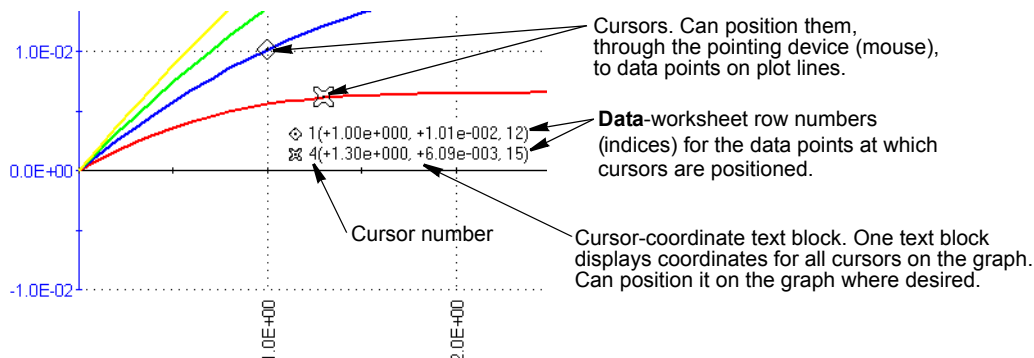 1.0E-02
0.0E+00
-1.0E-02
1.0E+00
2.0E+00
1(+1.00e+000, +1.01e-002, 12)
4(+1.30e+000, +6.09e-003, 15)
Cursors. Can position them,
through the pointing device (mouse),
to data points on plot lines.
Data-worksheet row numbers
(indices) for the data points at which
cursors are positioned.
Cursor number
Cursor-coordinate text block. One text block
displays coordinates for all cursors on the graph.
Can position it on the graph where desired.